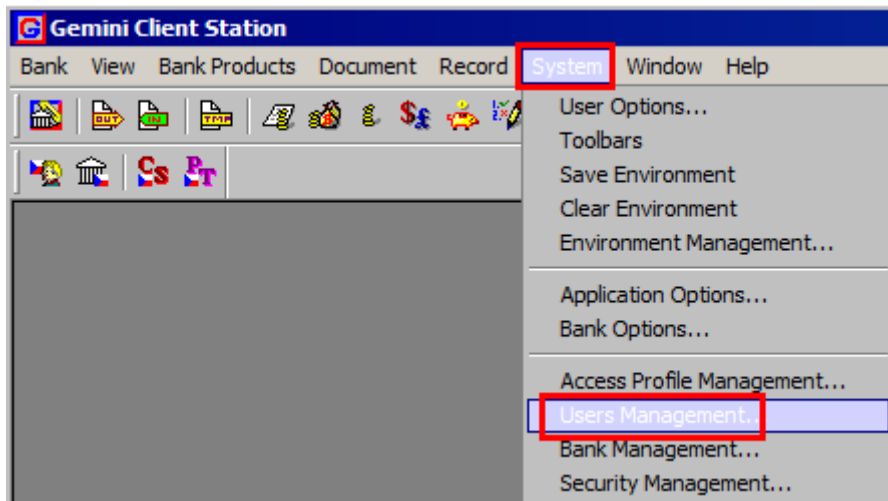 Gemini Client Station
Bank View Bank Products Document Record System Window Help
OUT IN TMP
CS PT
User Options...
Toolbars
Save Environment
Clear Environment
Environment Management...
Application Options...
Bank Options...
Access Profile Management...
Users Management..
Bank Management...
Security Management...